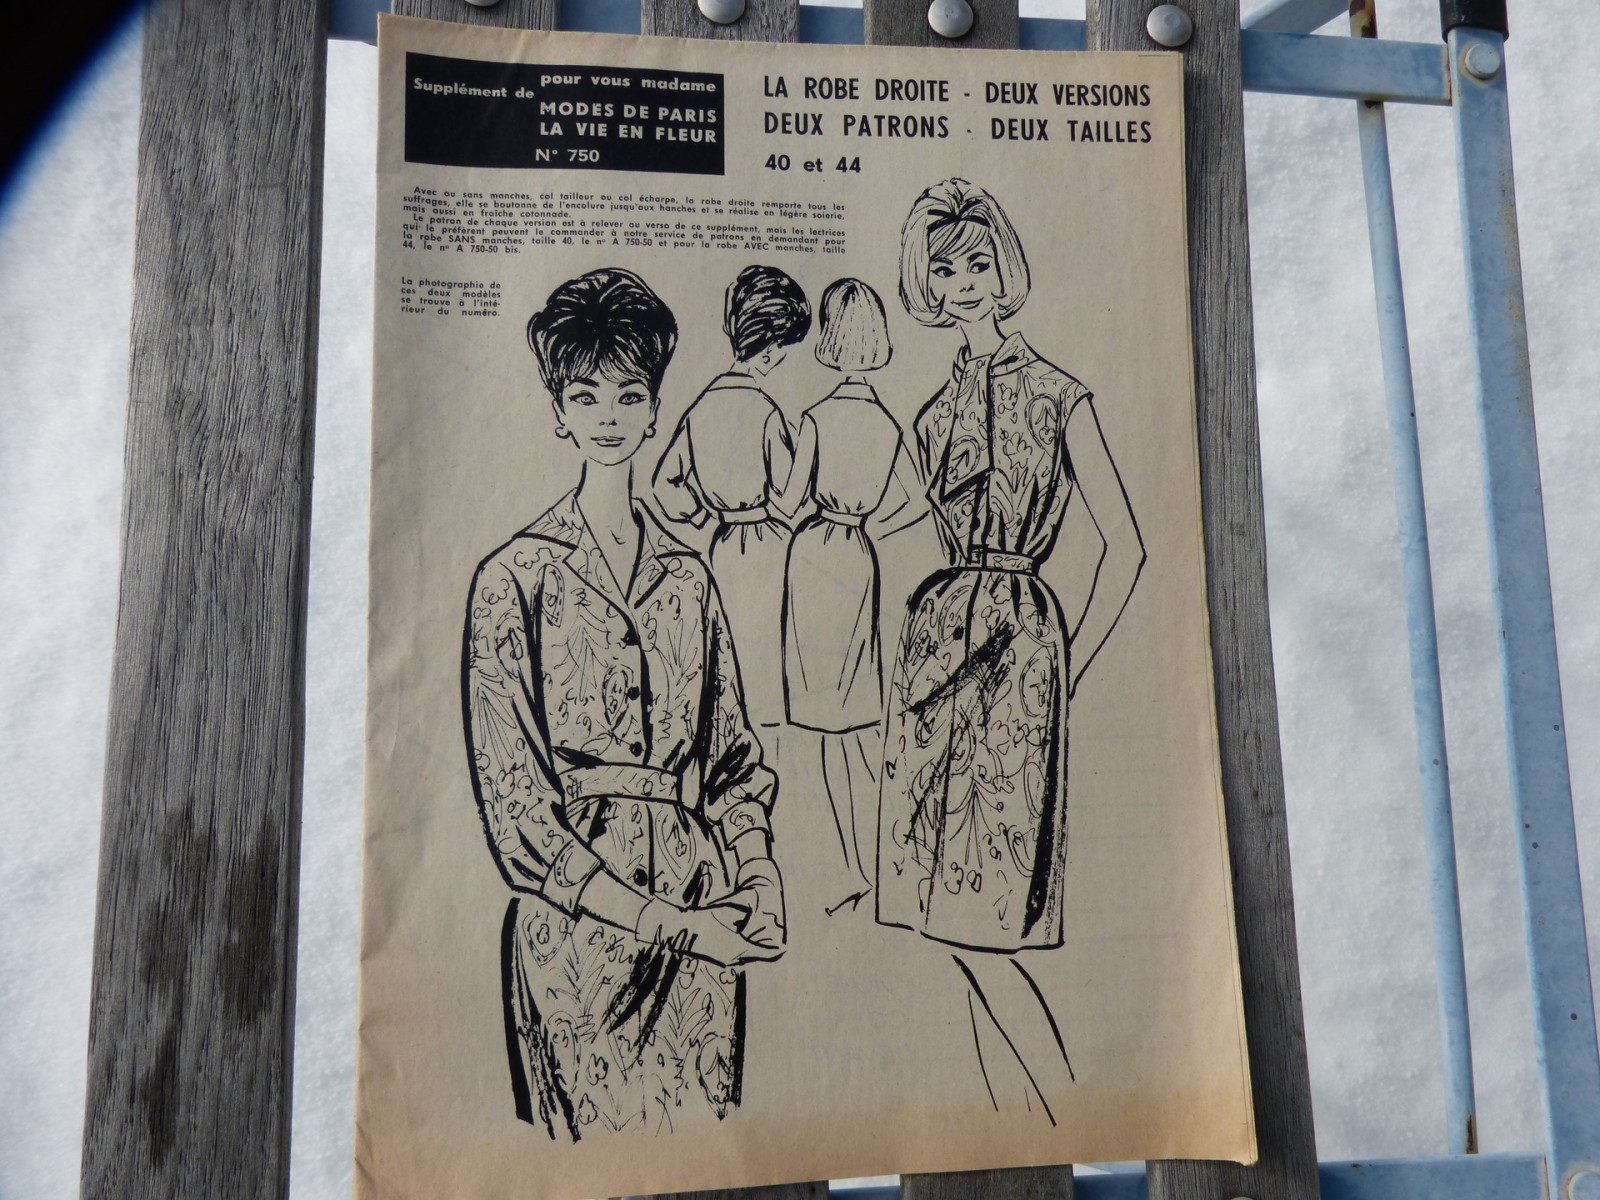 Supplément de pour vous madame
MODES DE PARIS
LA VIE EN FLEUR
N° 750
LA ROBE DROITE - DEUX VERSIONS
DEUX PATRONS - DEUX TAILLES
40 et 44
Avec ou sans manches, col tailleur ou col écharpe, la robe droite remporte tous les
suffrages, elle se boutonne de l'encolure jusqu'aux hanches et se réalise en légère soierie,
mais aussi en fraîche cotonnade.
Le patron de chaque version est à relever au verso de ce supplément, mais les lectrices
qui le préfèrent peuvent le commander à notre service de patrons en demandant pour
la robe SANS manches, taille 40, le n° A 750-50 et pour la robe AVEC manches, taille
44, le n° A 750-50 bis.
La photographie de
ces deux modèles
se trouve à l'inté-
rieur du numéro.